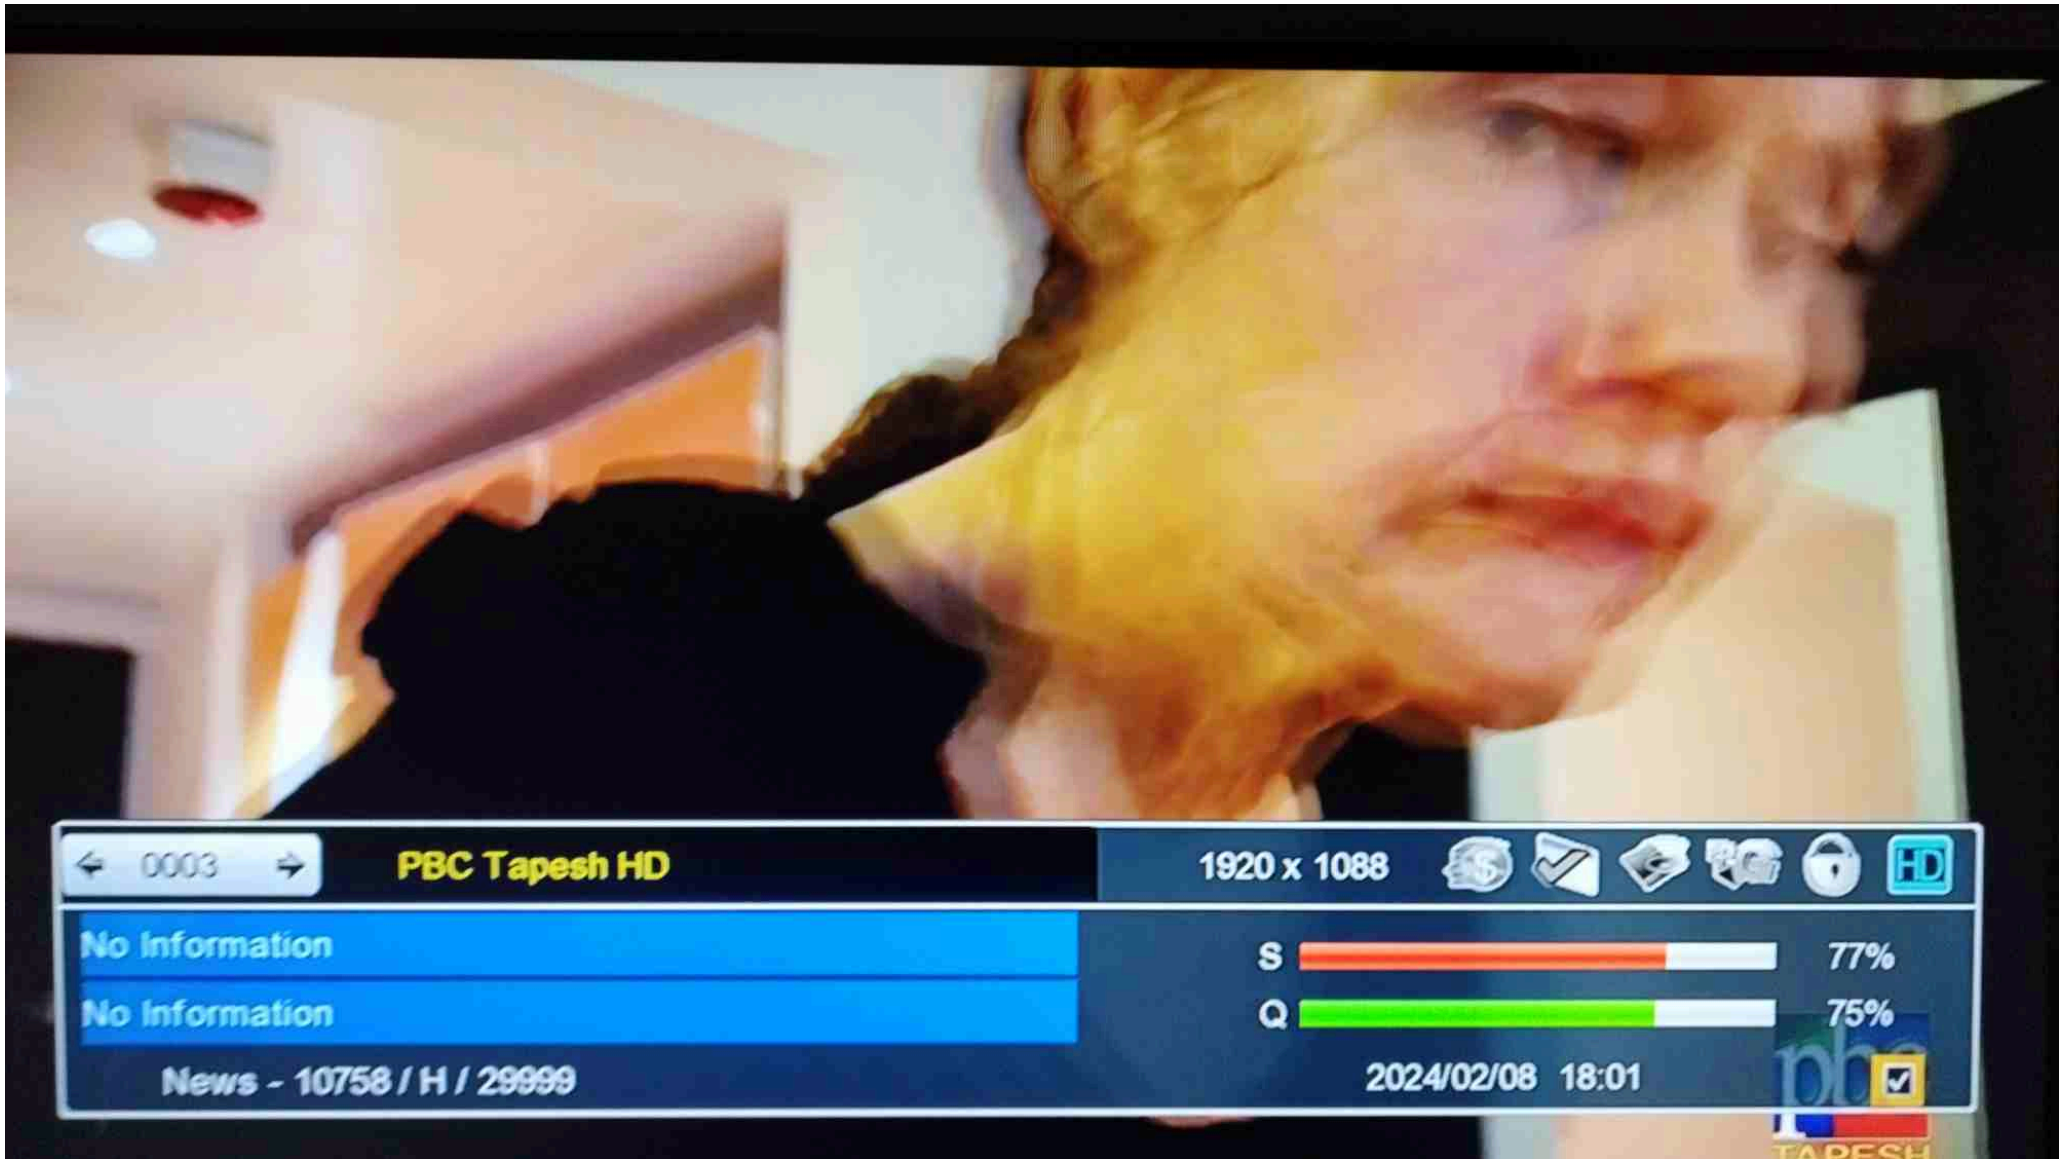 0003 PBC Tapesh HD 1920 x 1088 $ HD
No Information
S 77%
No Information
Q 75%
News - 10758 / H / 29999 2024/02/08 18:01
pbc
TAPESH